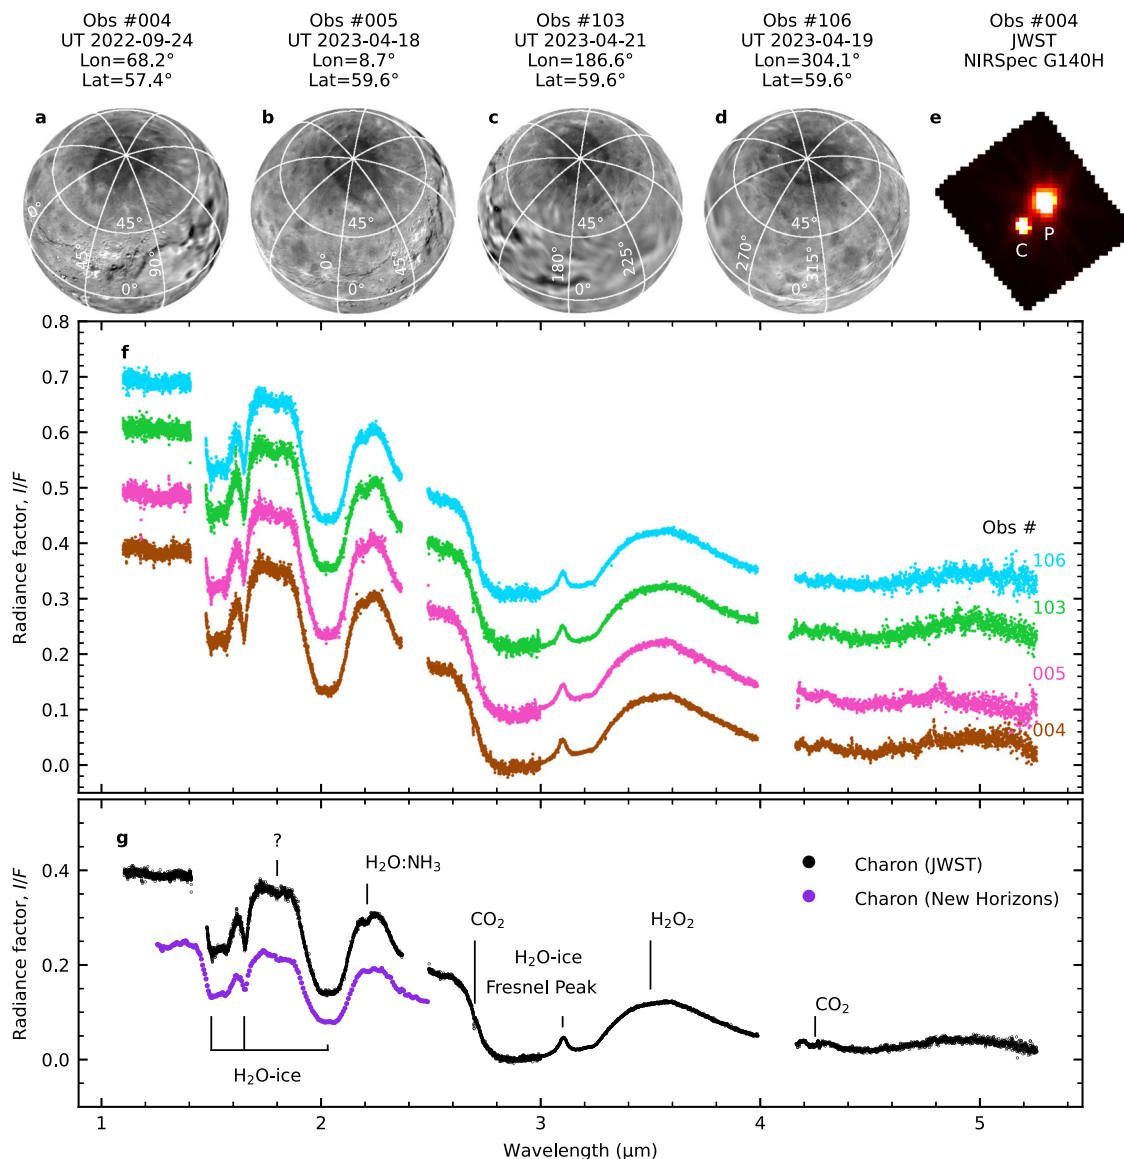 Obs #004
UT 2022-09-24
Lon=68.2°
Lat=57.4°
Obs #005
UT 2023-04-18
Lon=8.7°
Lat=59.6°
Obs #103
UT 2023-04-21
Lon=186.6°
Lat=59.6°
Obs #106
UT 2023-04-19
Lon=304.1°
Lat=59.6°
Obs #004
JWST
NIRSpec G140H
a
0°
45°
45°
90°
0°
b
45°
0°
45°
0°
c
45°
180°
225°
0°
d
45°
270°
315°
0°
e
C
P
f
0.8
0.7
0.6
0.5
0.4
0.3
0.2
0.1
0.0
Radiance factor, I/F
Obs #
106
103
005
004
g
?
H₂O:NH₃
CO₂
H₂O-ice
Fresnel Peak
H₂O₂
CO₂
H₂O-ice
Charon (JWST)
Charon (New Horizons)
0.4
0.2
0.0
Radiance factor, I/F
1
2
3
4
5
Wavelength (μm)